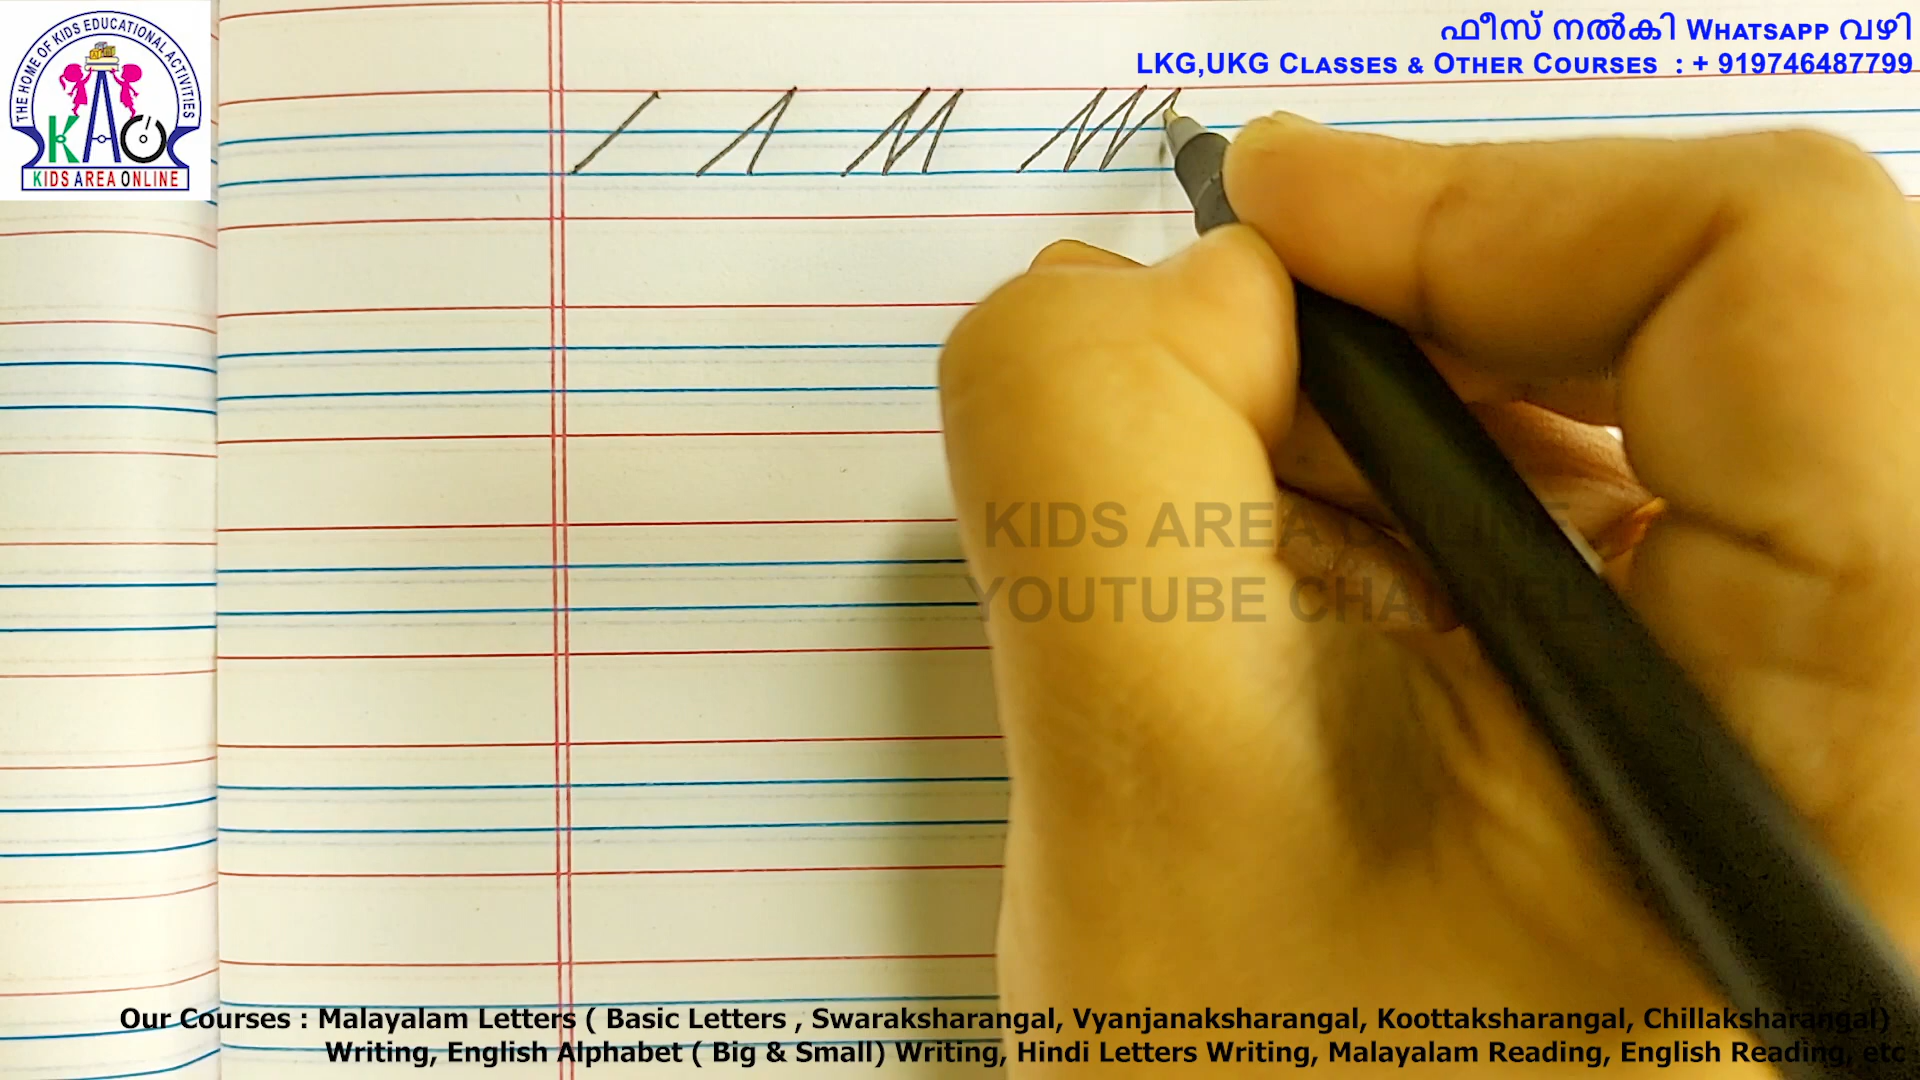 THE HOME OF KIDS EDUCATIONAL ACTIVITIES
KAO
KIDS AREA ONLINE
ഫീസ് നൽകി WHATSAPP വഴി
LKG,UKG CLASSES & OTHER COURSES : + 919746487799
KIDS AREA ONLINE
YOUTUBE CHANNEL
Our Courses : Malayalam Letters ( Basic Letters , Swaraksharangal, Vyanjanaksharangal, Koottaksharangal, Chillaksharangal)
Writing, English Alphabet ( Big & Small) Writing, Hindi Letters Writing, Malayalam Reading, English Reading, etc